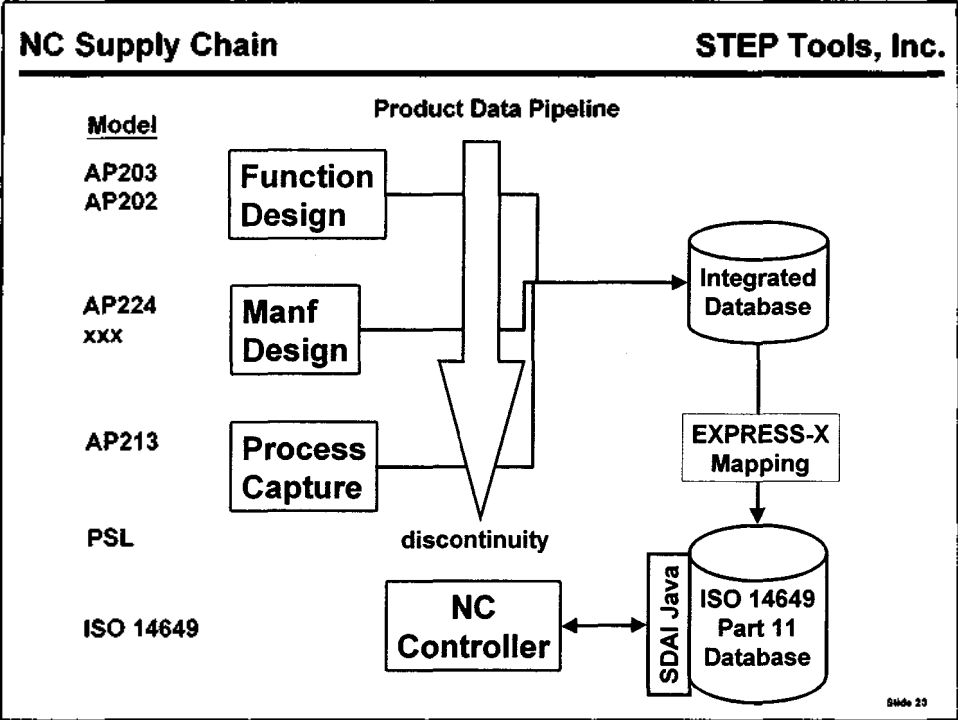 NC Supply Chain
STEP Tools, Inc.
Product Data Pipeline
Model
AP203
AP202
Function
Design
AP224
xxx
Manf
Design
Integrated
Database
AP213
Process
Capture
EXPRESS-X
Mapping
PSL
discontinuity
ISO 14649
NC
Controller
SDAI Java
ISO 14649
Part 11
Database
Slide 23